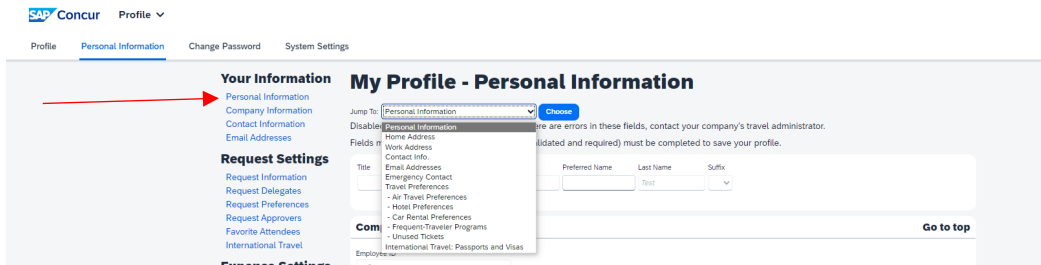 SAP Concur Profile
Profile Personal Information Change Password System Settings
Your Information
Personal Information
Company Information
Contact Information
Email Addresses
Request Settings
Request Information
Request Delegates
Request Preferences
Request Approvers
Favorite Attendees
International Travel
Expense Settings
My Profile - Personal Information
Jump To: Personal Information Choose
Personal Information
Home Address
Work Address
Contact Info.
Email Addresses
Emergency Contact
Travel Preferences
- Air Travel Preferences
- Hotel Preferences
- Car Rental Preferences
- Frequent-Traveler Programs
- Unused Tickets
International Travel: Passports and Visas
Disable ere are errors in these fields, contact your company's travel administrator.
Fields m lidated and required) must be completed to save your profile.
Title Preferred Name Last Name Suffix
Text
Com Go to top
Employee ID